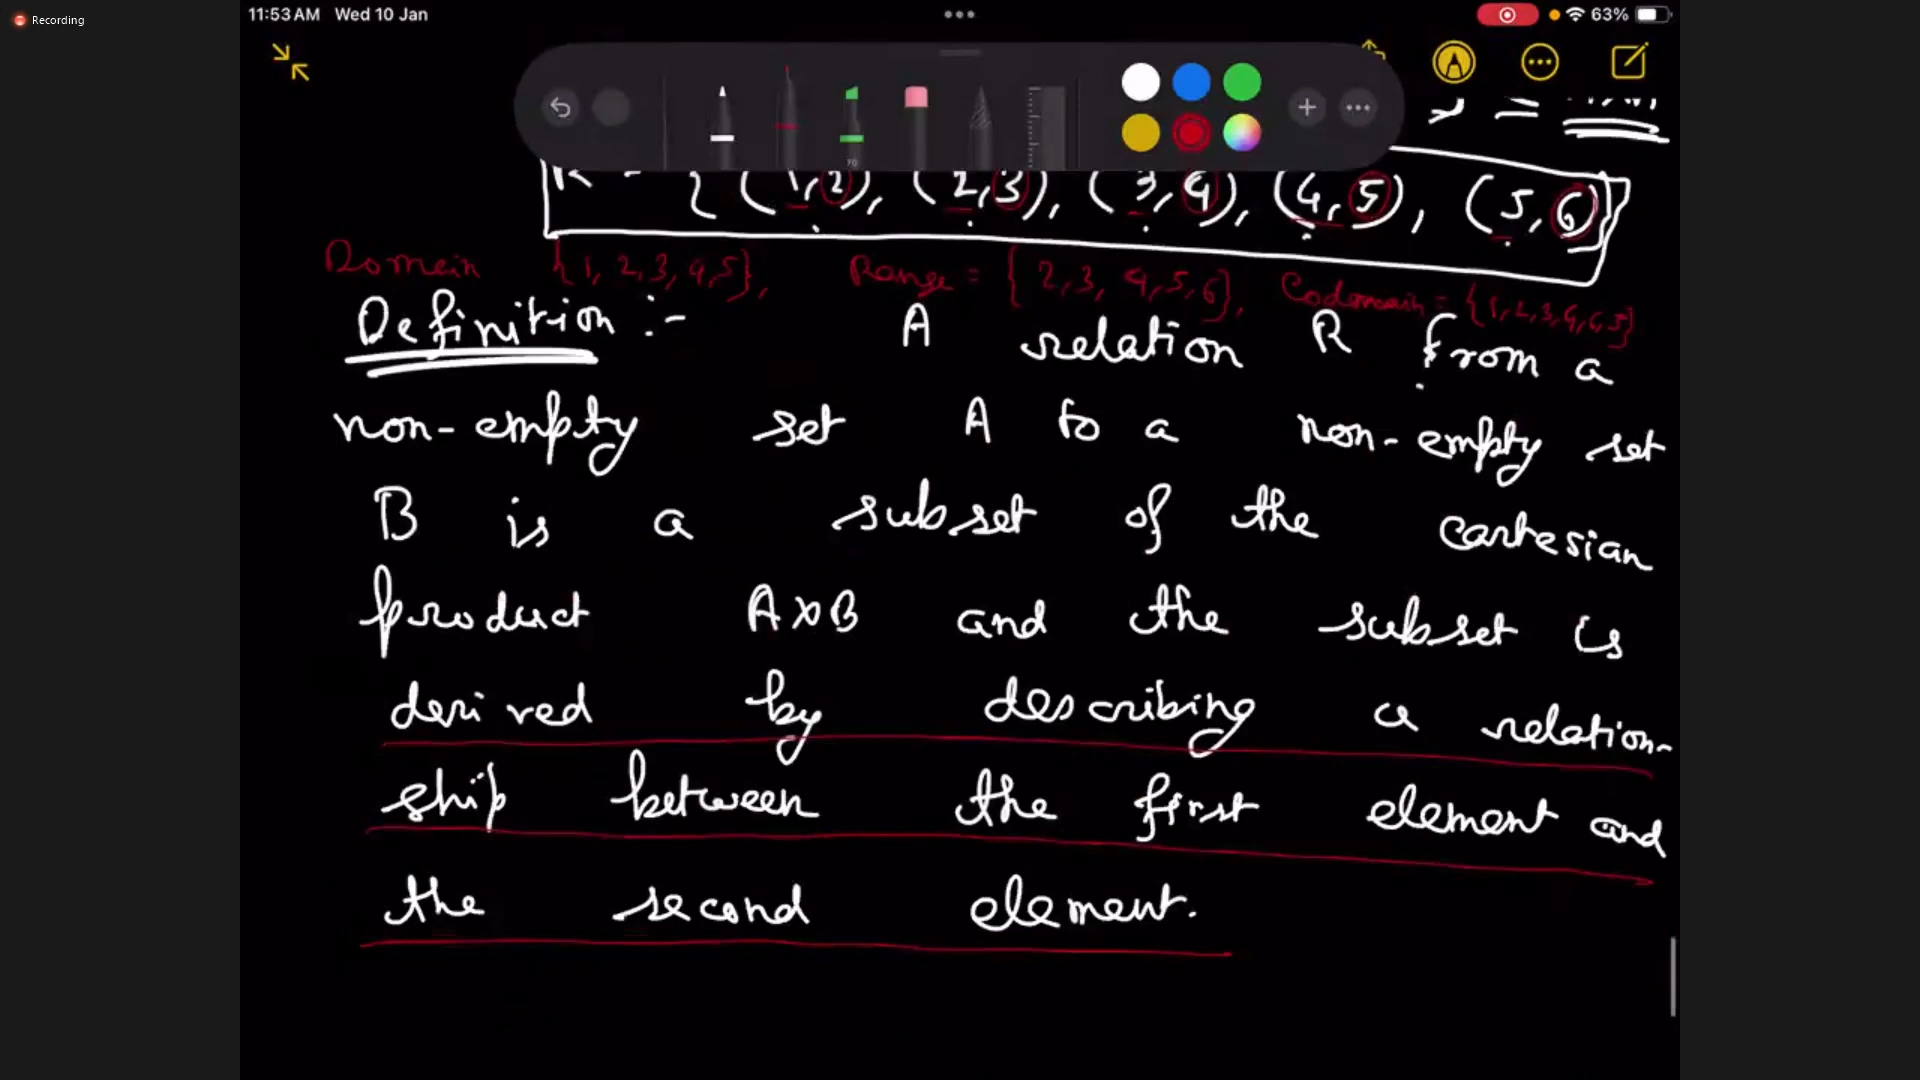 Recording
11:53 AM Wed 10 Jan
63%
70
R = { (1,2), (2,3), (3,4), (4,5), (5,6) }
Domain {1, 2, 3, 4, 5}, Range = { 2, 3, 4, 5, 6}, Codomain = {1, 2, 3, 4, 6, 5}
Definition :- A relation R from a
non-empty set A to a non-empty set
B is a subset of the cartesian
product A×B and the subset is
derived by describing a relation-
ship between the first element and
the second element.